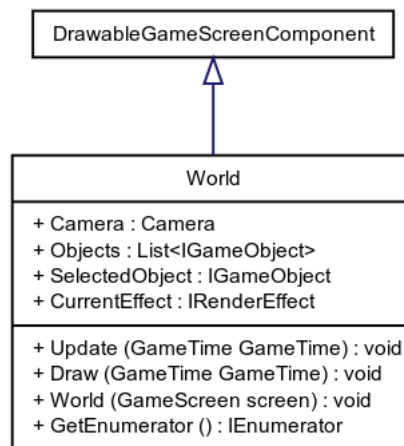 DrawableGameScreenComponent
World
+ Camera : Camera
+ Objects : List<IGameObject>
+ SelectedObject : IGameObject
+ CurrentEffect : IRenderEffect
+ Update (GameTime GameTime) : void
+ Draw (GameTime GameTime) : void
+ World (GameScreen screen) : void
+ GetEnumerator () : IEnumerator